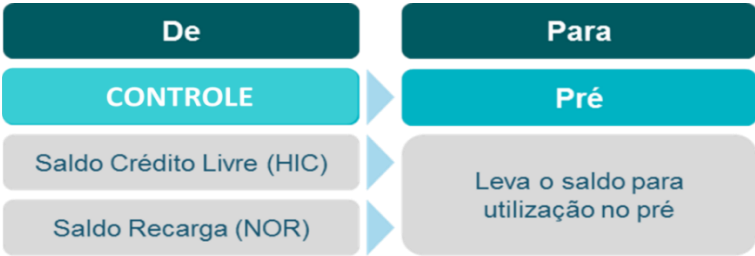 De
Para
CONTROLE
Pré
Saldo Crédito Livre (HIC)
Saldo Recarga (NOR)
Leva o saldo para
utilização no pré